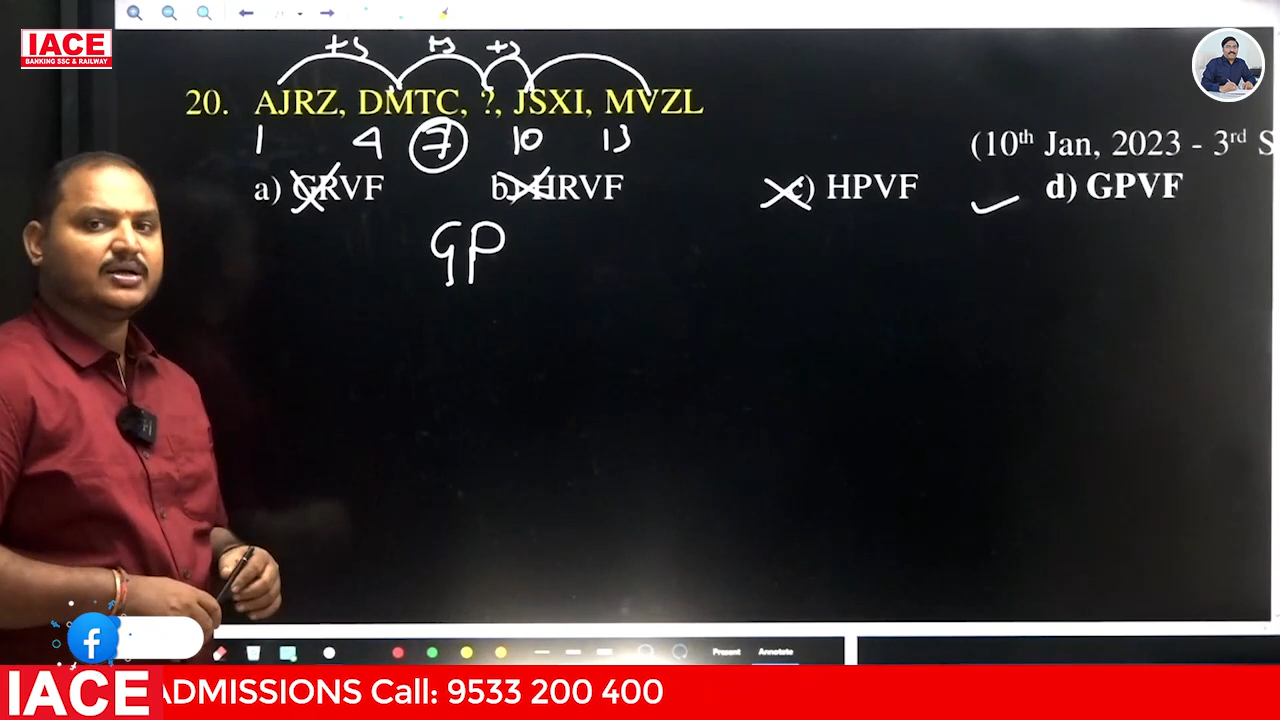 IACE
BANKING SSC & RAILWAY
+3 +3 +3
20. AJRZ, DMTC, ?, JSXI, MVZL
1 4 7 10 13
(10th Jan, 2023 - 3rd S
a) GRVF b) HRVF c) HPVF d) GPVF
GP
Present Annotate
IACE ADMISSIONS Call: 9533 200 400